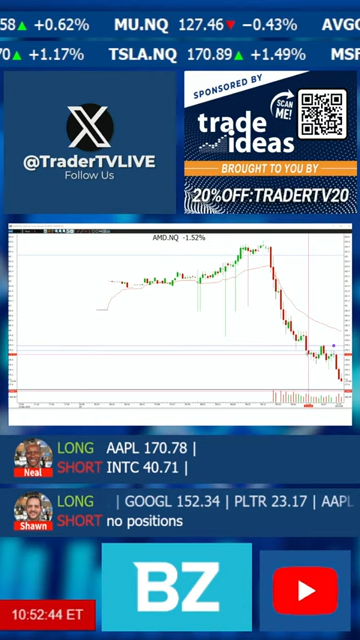 58▲ +0.62% MU.NQ 127.46▼ −0.43% AVGO
70▲ +1.17% TSLA.NQ 170.89▲ +1.49% MSF
X
@TraderTVLIVE
Follow Us
SPONSORED BY
SCAN ME!
trade ideas
BROUGHT TO YOU BY
20%OFF:TRADERTV20
AMD.NQ -1.52%
Neal
LONG AAPL 170.78 |
SHORT INTC 40.71 |
Shawn
LONG | GOOGL 152.34 | PLTR 23.17 | AAPL
SHORT no positions
10:52:44 ET
BZ